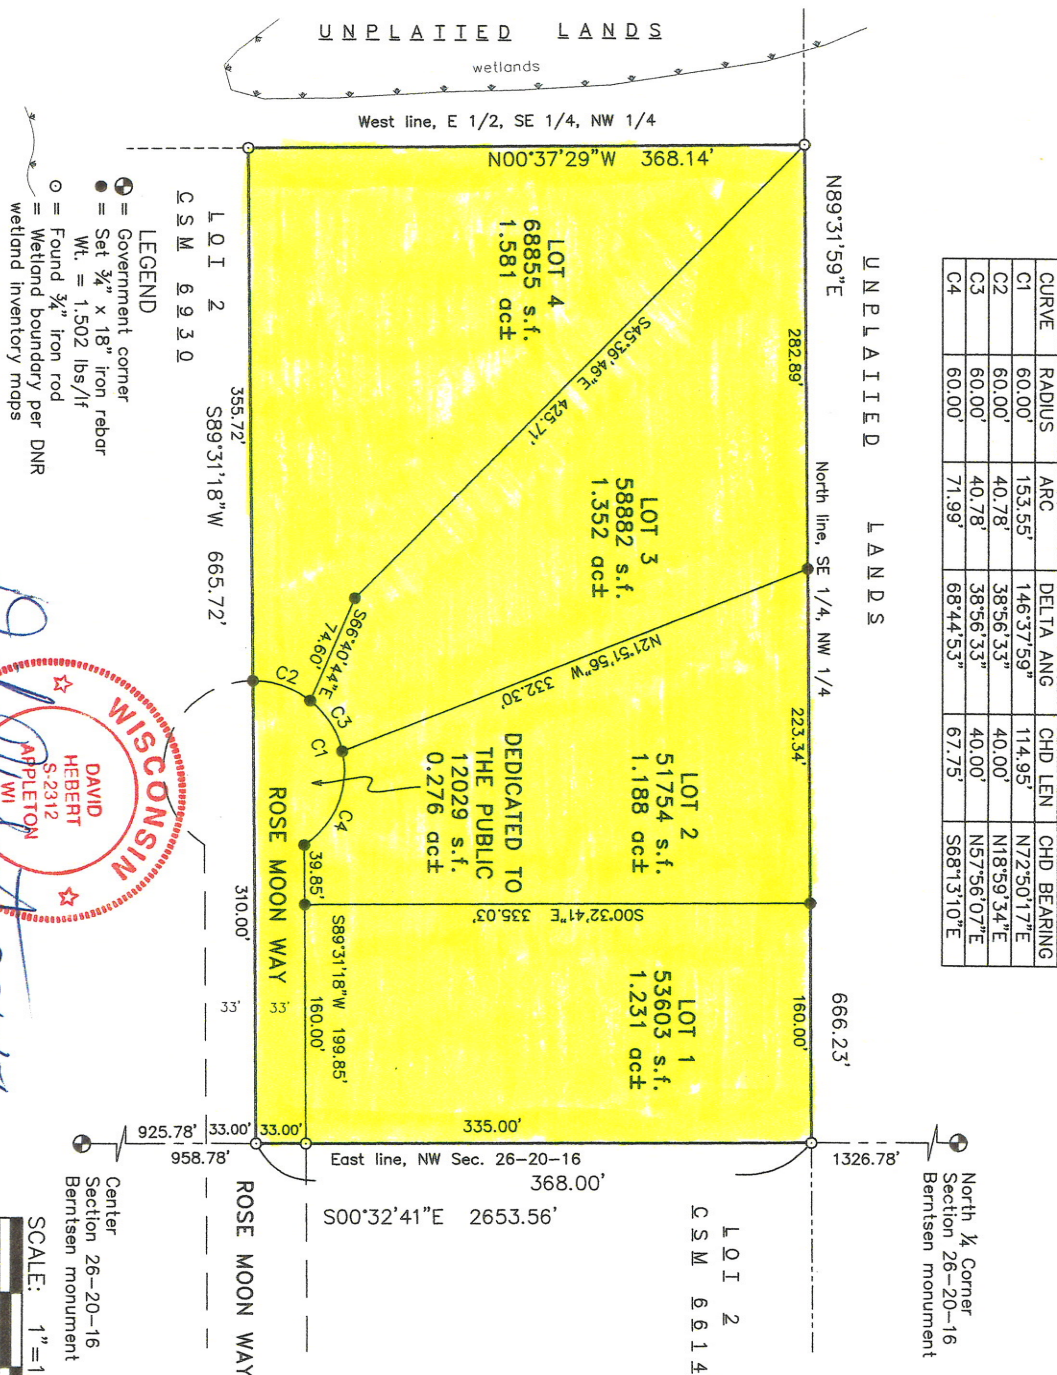 UNPLATTED LANDS
wetlands
West line, E 1/2, SE 1/4, NW 1/4
N00°37'29"W 368.14'
N89°31'59"E
666.23'
UNPLATTED LANDS
282.89'
North line, SE 1/4, NW 1/4
223.34'
160.00'
CURVE RADIUS ARC DELTA ANG CHD LEN CHD BEARING
C1 60.00' 153.55' 146°37'59" 114.95' N72°50'17"E
C2 60.00' 40.78' 38°56'33" 40.00' N18°59'34"E
C3 60.00' 40.78' 38°56'33" 40.00' N57°56'07"E
C4 60.00' 71.99' 68°44'53" 67.75' S68°13'10"E
LOT 4
68855 s.f.
1.581 ac±
S45°36'46"E 425.71'
LOT 3
58882 s.f.
1.352 ac±
S66°40'44"E
74.60'
N21°51'56"W
332.30'
LOT 2
51754 s.f.
1.188 ac±
DEDICATED TO
THE PUBLIC
12029 s.f.
0.276 ac±
C2
C3
C1
C4
39.85'
S00°32'41"E
335.03'
S89°31'18"W 199.85'
160.00'
LOT 1
53603 s.f.
1.231 ac±
ROSE MOON WAY
33'
33'
355.72'
S89°31'18"W 665.72'
310.00'
LOT 2
CSM 6930
LEGEND
= Government corner
= Set ¾" x 18" iron rebar
Wt. = 1.502 lbs/lf
= Found ¾" iron rod
= Wetland boundary per DNR
wetland inventory maps
WISCONSIN
DAVID
HEBERT
S-2312
APPLETON
WI
925.78'
33.00'
33.00'
335.00'
958.78'
East line, NW Sec. 26-20-16
368.00'
1326.78'
S00°32'41"E 2653.56'
ROSE MOON WAY
LOT 2
CSM 6614
North ¼ Corner
Section 26-20-16
Berntsen monument
Center
Section 26-20-16
Berntsen monument
SCALE: 1"=1